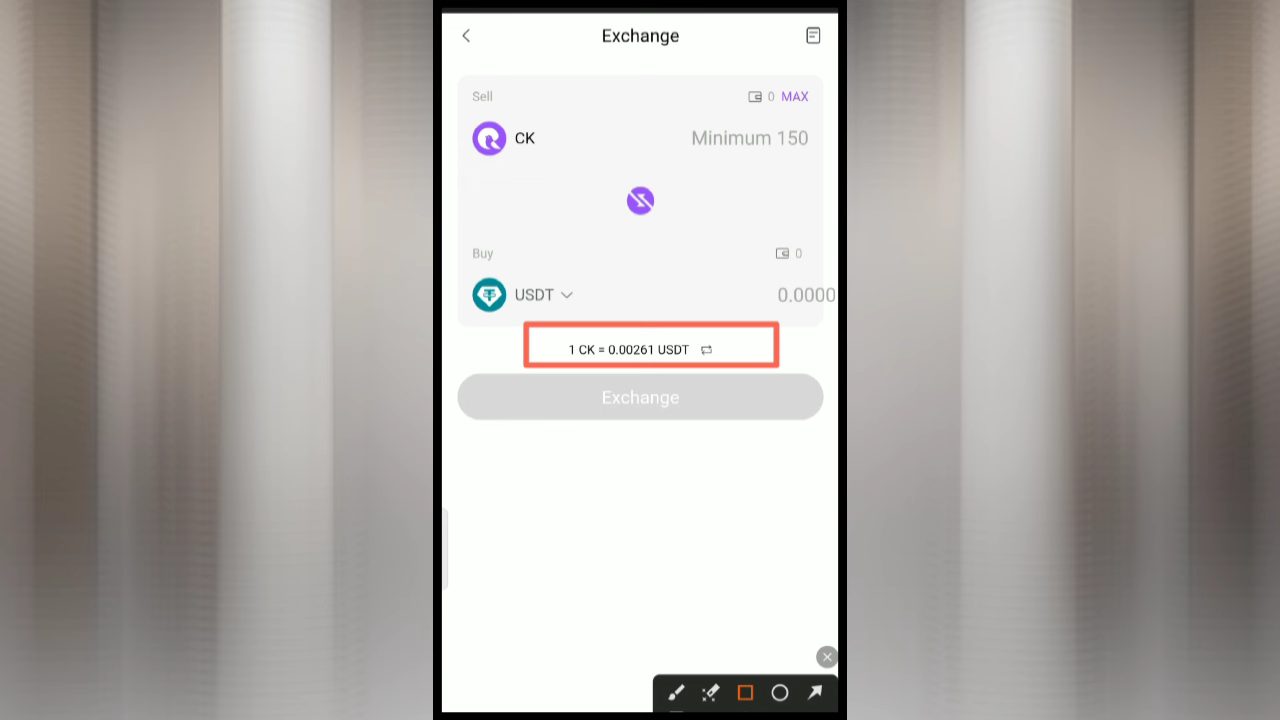 Exchange
Sell
0 MAX
CK
Minimum 150
Buy
0
USDT
0.0000
1 CK = 0.00261 USDT
Exchange